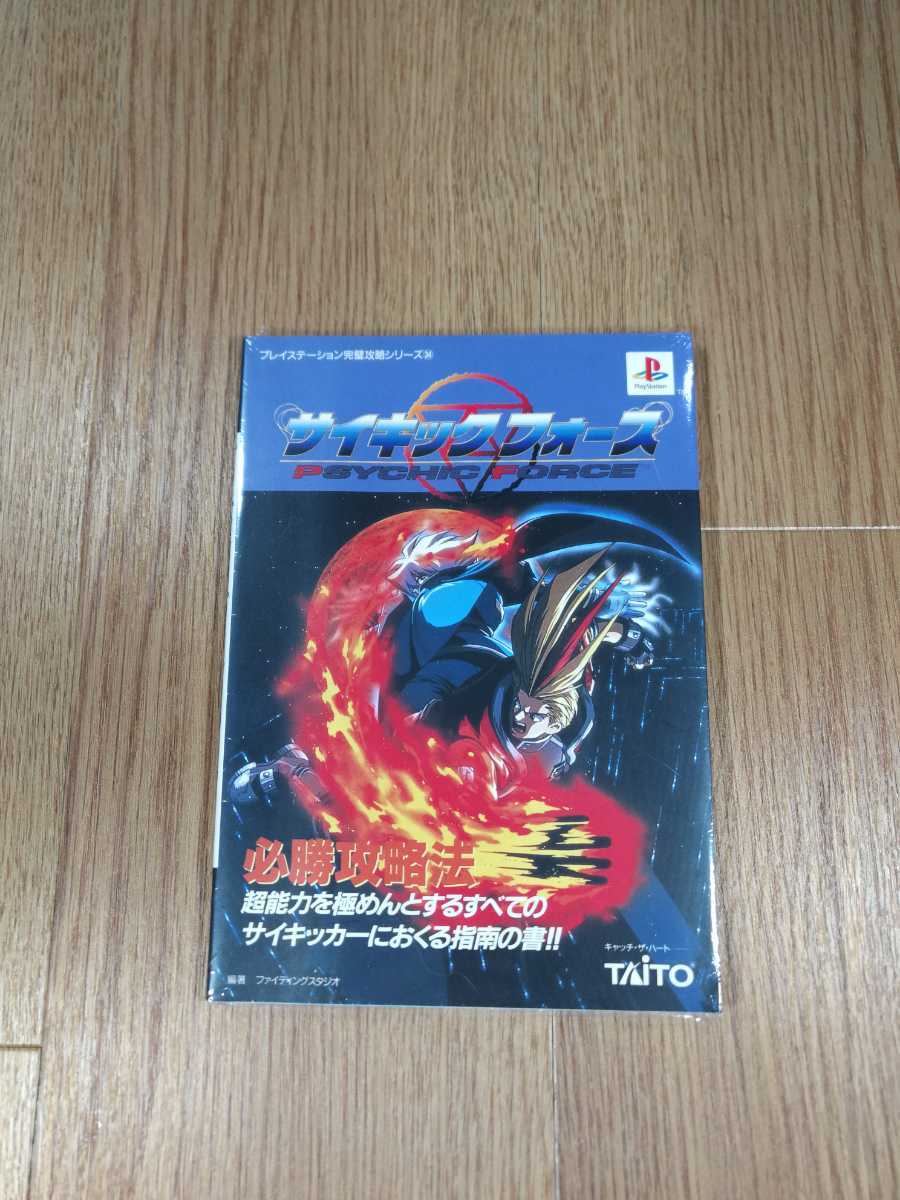 プレイステーション完璧攻略シリーズ34
PlayStation
TM
サイキックフォース
PSYCHIC FORCE
必勝攻略法
超能力を極めんとするすべての
サイキッカーにおくる指南の書!!
キャッチ・ザ・ハート
TAITO
編著 ファイティングスタジオ